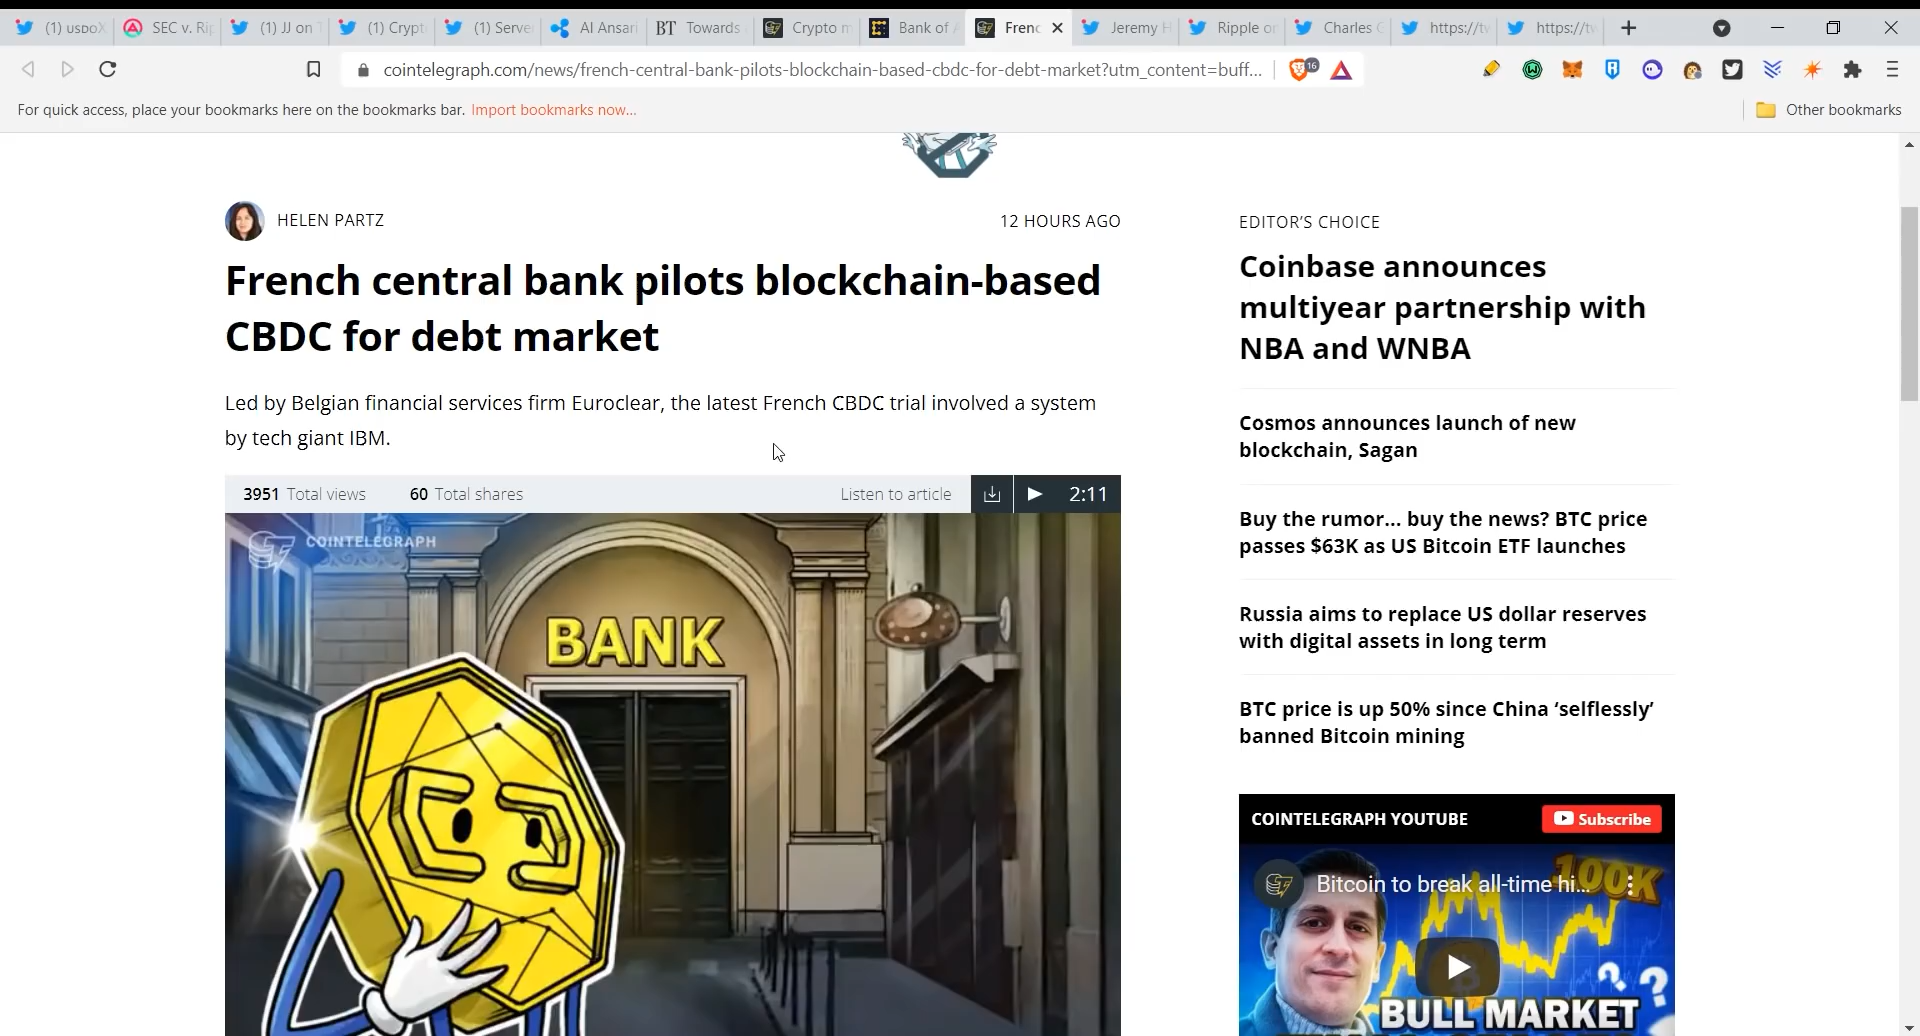 (1) usboX
SEC v. Rip
(1) JJ on T
(1) Crypt
(1) Serve
Al Ansari
BT Towards
Crypto m
Bank of A
Frenc
Jeremy H
Ripple on
Charles G
https://tw
https://tw
cointelegraph.com/news/french-central-bank-pilots-blockchain-based-cbdc-for-debt-market?utm_content=buff...
16
For quick access, place your bookmarks here on the bookmarks bar. Import bookmarks now...
Other bookmarks
HELEN PARTZ
12 HOURS AGO
French central bank pilots blockchain-based
CBDC for debt market
Led by Belgian financial services firm Euroclear, the latest French CBDC trial involved a system
by tech giant IBM.
3951 Total views 60 Total shares
Listen to article
2:11
COINTELEGRAPH
BANK
EDITOR'S CHOICE
Coinbase announces
multiyear partnership with
NBA and WNBA
Cosmos announces launch of new
blockchain, Sagan
Buy the rumor... buy the news? BTC price
passes $63K as US Bitcoin ETF launches
Russia aims to replace US dollar reserves
with digital assets in long term
BTC price is up 50% since China ‘selflessly’
banned Bitcoin mining
COINTELEGRAPH YOUTUBE
Subscribe
Bitcoin to break all-time hi...
100K
? ?
BULL MARKET